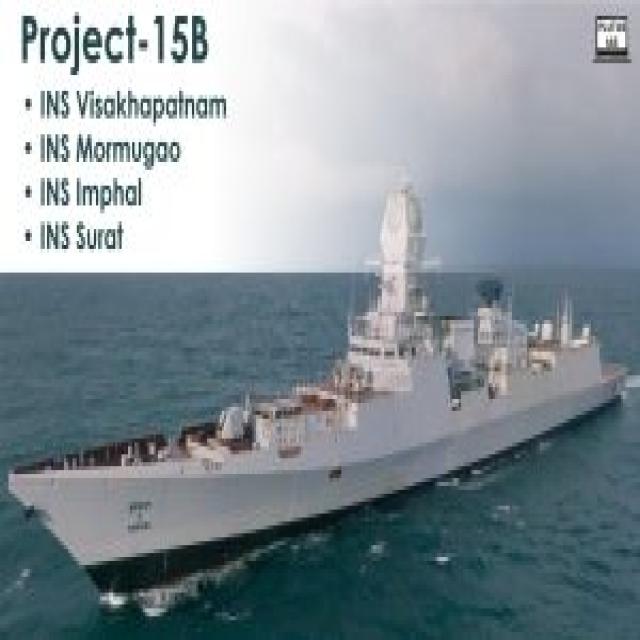 Project-15B
• INS Visakhapatnam
• INS Mormugao
• INS Imphal
• INS Surat